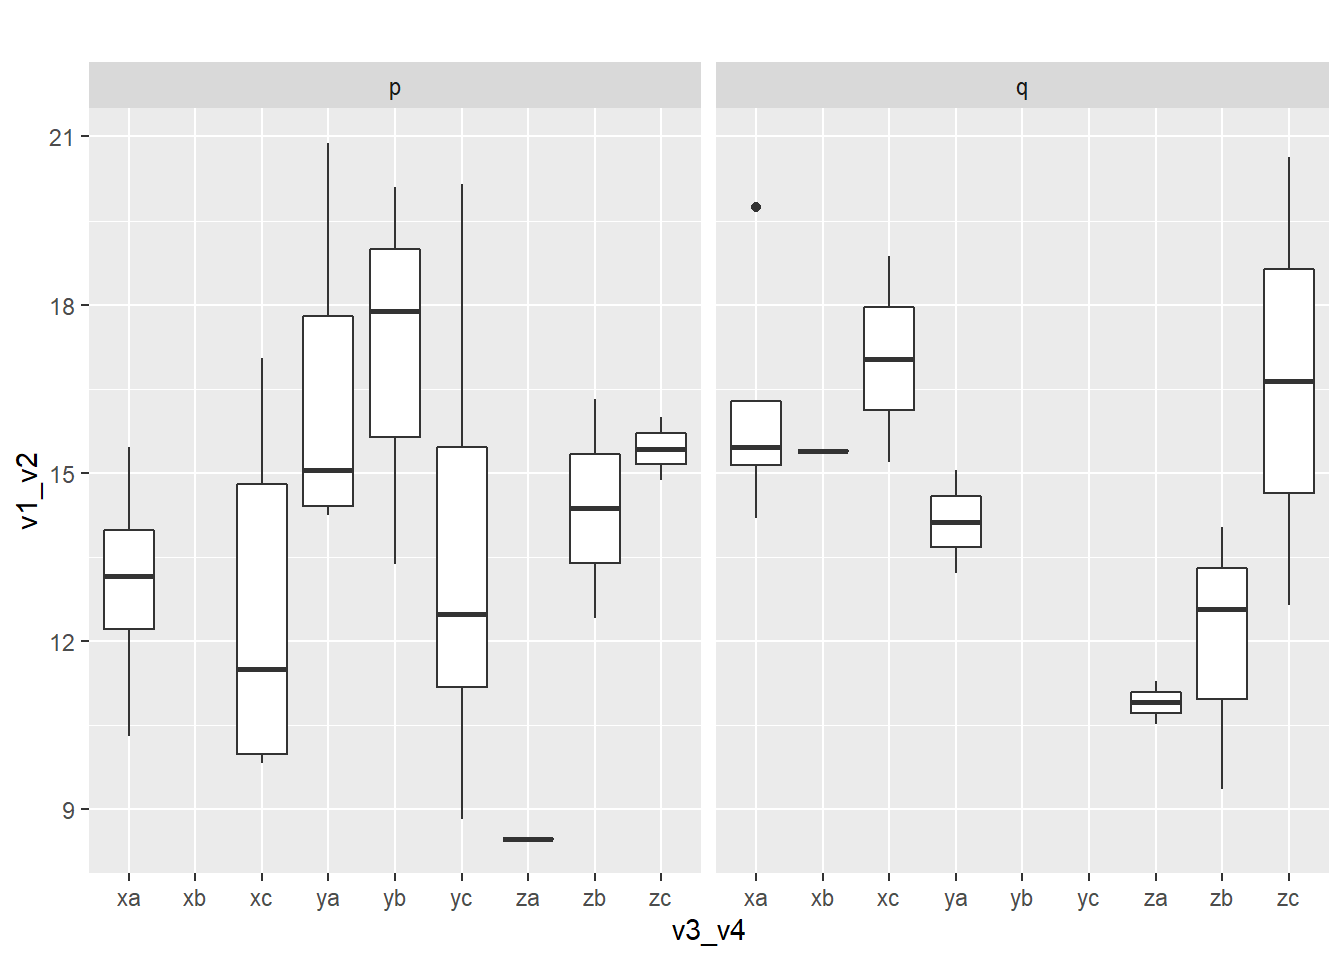 p
q
21
18
15
12
9
v1_v2
xa xb xc ya yb yc za zb zc
xa xb xc ya yb yc za zb zc
v3_v4